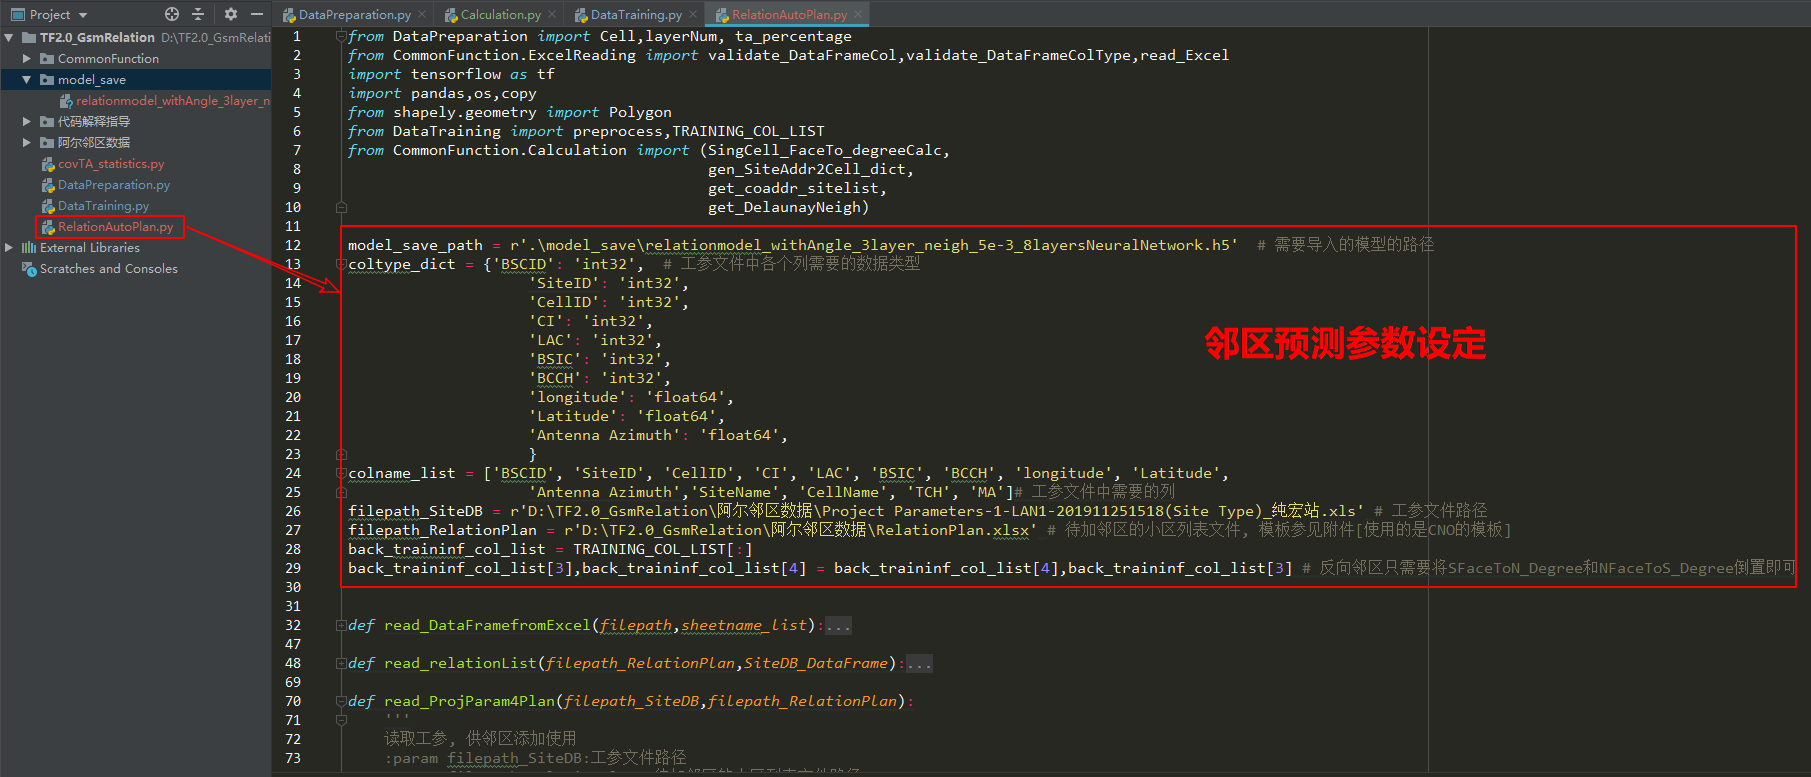 Project
DataPreparation.py
Calculation.py
DataTraining.py
RelationAutoPlan.py
TF2.0_GsmRelation D:\TF2.0_GsmRelati
CommonFunction
model_save
relationmodel_withAngle_3layer_n
代码解释指导
阿尔邻区数据
covTA_statistics.py
DataPreparation.py
DataTraining.py
RelationAutoPlan.py
External Libraries
Scratches and Consoles
1 from DataPreparation import Cell,layerNum, ta_percentage
2 from CommonFunction.ExcelReading import validate_DataFrameCol,validate_DataFrameColType,read_Excel
3 import tensorflow as tf
4 import pandas,os,copy
5 from shapely.geometry import Polygon
6 from DataTraining import preprocess,TRAINING_COL_LIST
7 from CommonFunction.Calculation import (SingCell_FaceTo_degreeCalc,
8 gen_SiteAddr2Cell_dict,
9 get_coaddr_sitelist,
10 get_DelaunayNeigh)
11
12 model_save_path = r'.\model_save\relationmodel_withAngle_3layer_neigh_5e-3_8layersNeuralNetwork.h5' # 需要导入的模型的路径
13 coltype_dict = {'BSCID': 'int32', # 工参文件中各个列需要的数据类型
14 'SiteID': 'int32',
15 'CellID': 'int32',
16 'CI': 'int32',
17 'LAC': 'int32',
18 'BSIC': 'int32',
19 'BCCH': 'int32',
20 'longitude': 'float64',
21 'Latitude': 'float64',
22 'Antenna Azimuth': 'float64',
23 }
24 colname_list = ['BSCID', 'SiteID', 'CellID', 'CI', 'LAC', 'BSIC', 'BCCH', 'longitude', 'Latitude',
25 'Antenna Azimuth','SiteName', 'CellName', 'TCH', 'MA']# 工参文件中需要的列
26 filepath_SiteDB = r'D:\TF2.0_GsmRelation\阿尔邻区数据\Project Parameters-1-LAN1-201911251518(Site Type)_纯宏站.xls' # 工参文件路径
27 filepath_RelationPlan = r'D:\TF2.0_GsmRelation\阿尔邻区数据\RelationPlan.xlsx' # 待加邻区的小区列表文件, 模板参见附件[使用的是CNO的模板]
28 back_traininf_col_list = TRAINING_COL_LIST[:]
29 back_traininf_col_list[3],back_traininf_col_list[4] = back_traininf_col_list[4],back_traininf_col_list[3] # 反向邻区只需要将SFaceToN_Degree和NFaceToS_Degree倒置即可
30
31
32 def read_DataFramefromExcel(filepath,sheetname_list):...
47
48 def read_relationList(filepath_RelationPlan,SiteDB_DataFrame):...
69
70 def read_ProjParam4Plan(filepath_SiteDB,filepath_RelationPlan):
71 '''
72 读取工参, 供邻区添加使用
73 :param filepath_SiteDB:工参文件路径
邻区预测参数设定